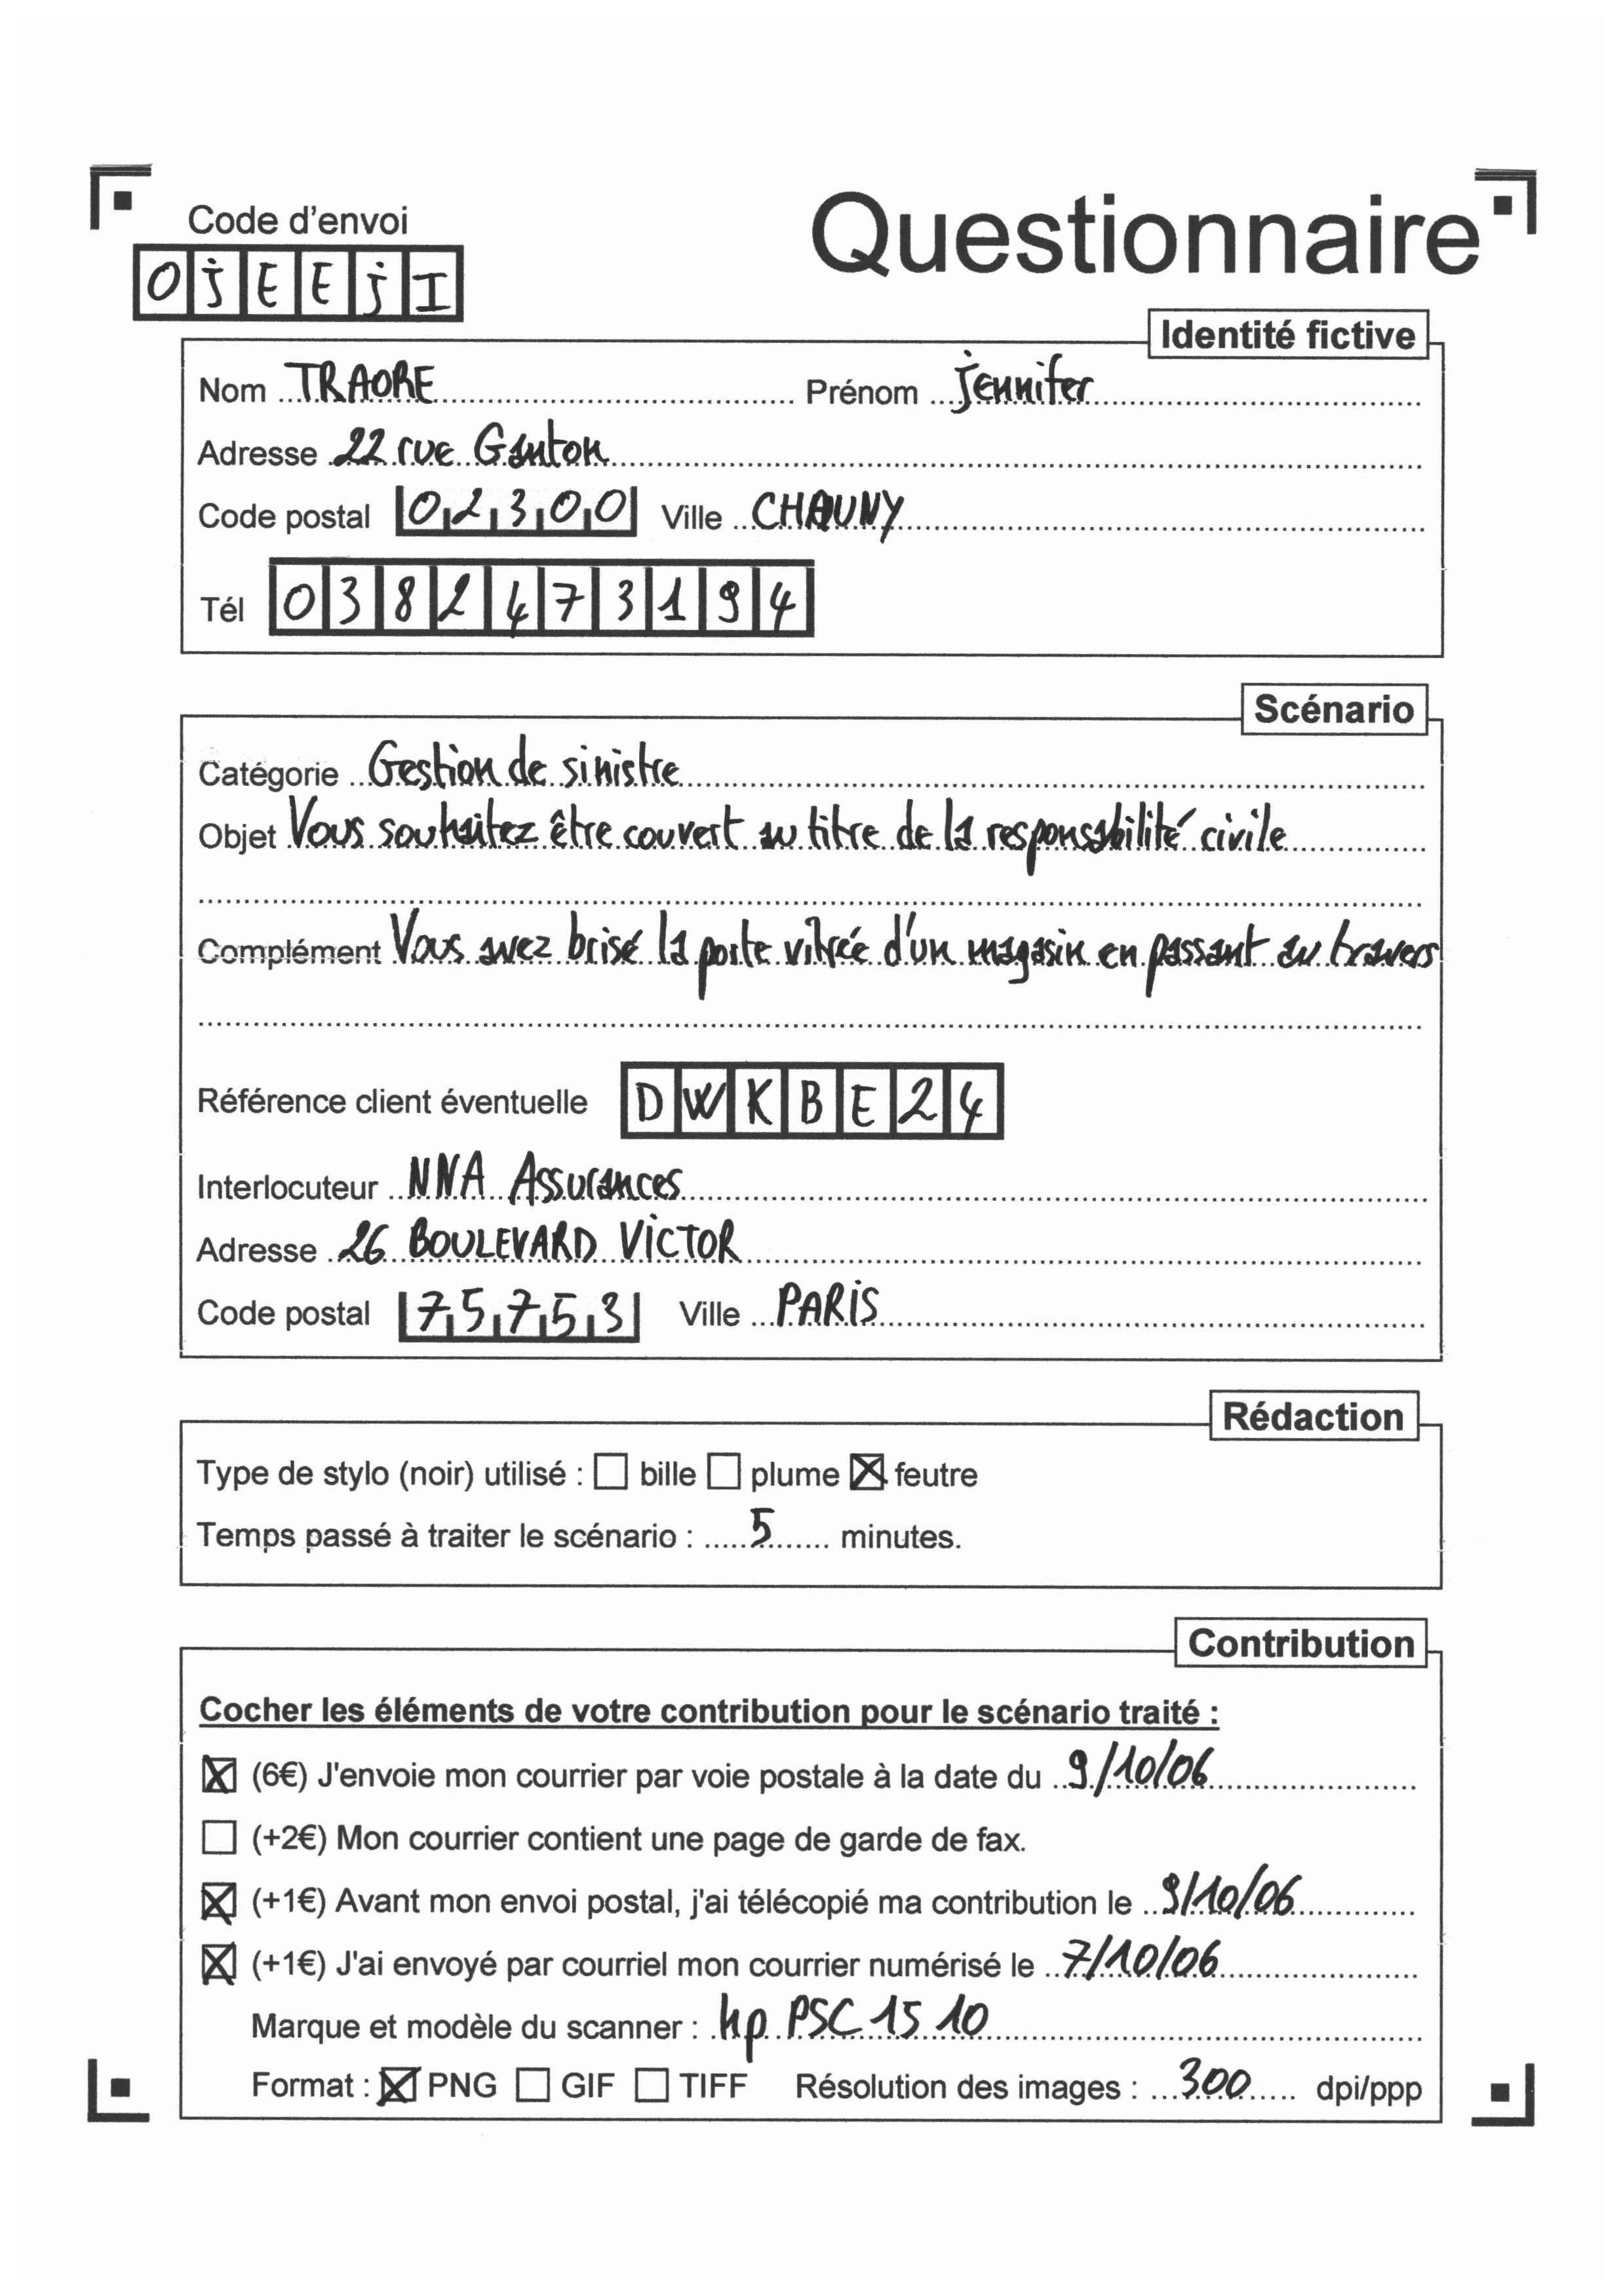 Code d'envoi
Questionnaire
OjEEjI
Identité fictive
Nom TRAORE Prénom jennifer
Adresse 22 rue Ganton
Code postal 02300 Ville CHAUNY
Tél 0382473194
Scénario
Catégorie Gestion de sinistre
Objet Vous souhaitez être couvert au titre de la responsabilité civile
Complément Vous avez brisé la porte vitrée d'un magasin en passant au travers
Référence client éventuelle DWKBE24
Interlocuteur NNA Assurances
Adresse 26 BOULEVARD VICTOR
Code postal 75753 Ville PARIS
Rédaction
Type de stylo (noir) utilisé : ☐ bille ☐ plume ☒ feutre
Temps passé à traiter le scénario : 5 minutes.
Contribution
Cocher les éléments de votre contribution pour le scénario traité :
☒ (6€) J'envoie mon courrier par voie postale à la date du 9/10/06
☐ (+2€) Mon courrier contient une page de garde de fax.
☒ (+1€) Avant mon envoi postal, j'ai télécopié ma contribution le 9/10/06
☒ (+1€) J'ai envoyé par courriel mon courrier numérisé le 7/10/06
Marque et modèle du scanner : hp PSC 1510
Format : ☒ PNG ☐ GIF ☐ TIFF Résolution des images : 300 dpi/ppp